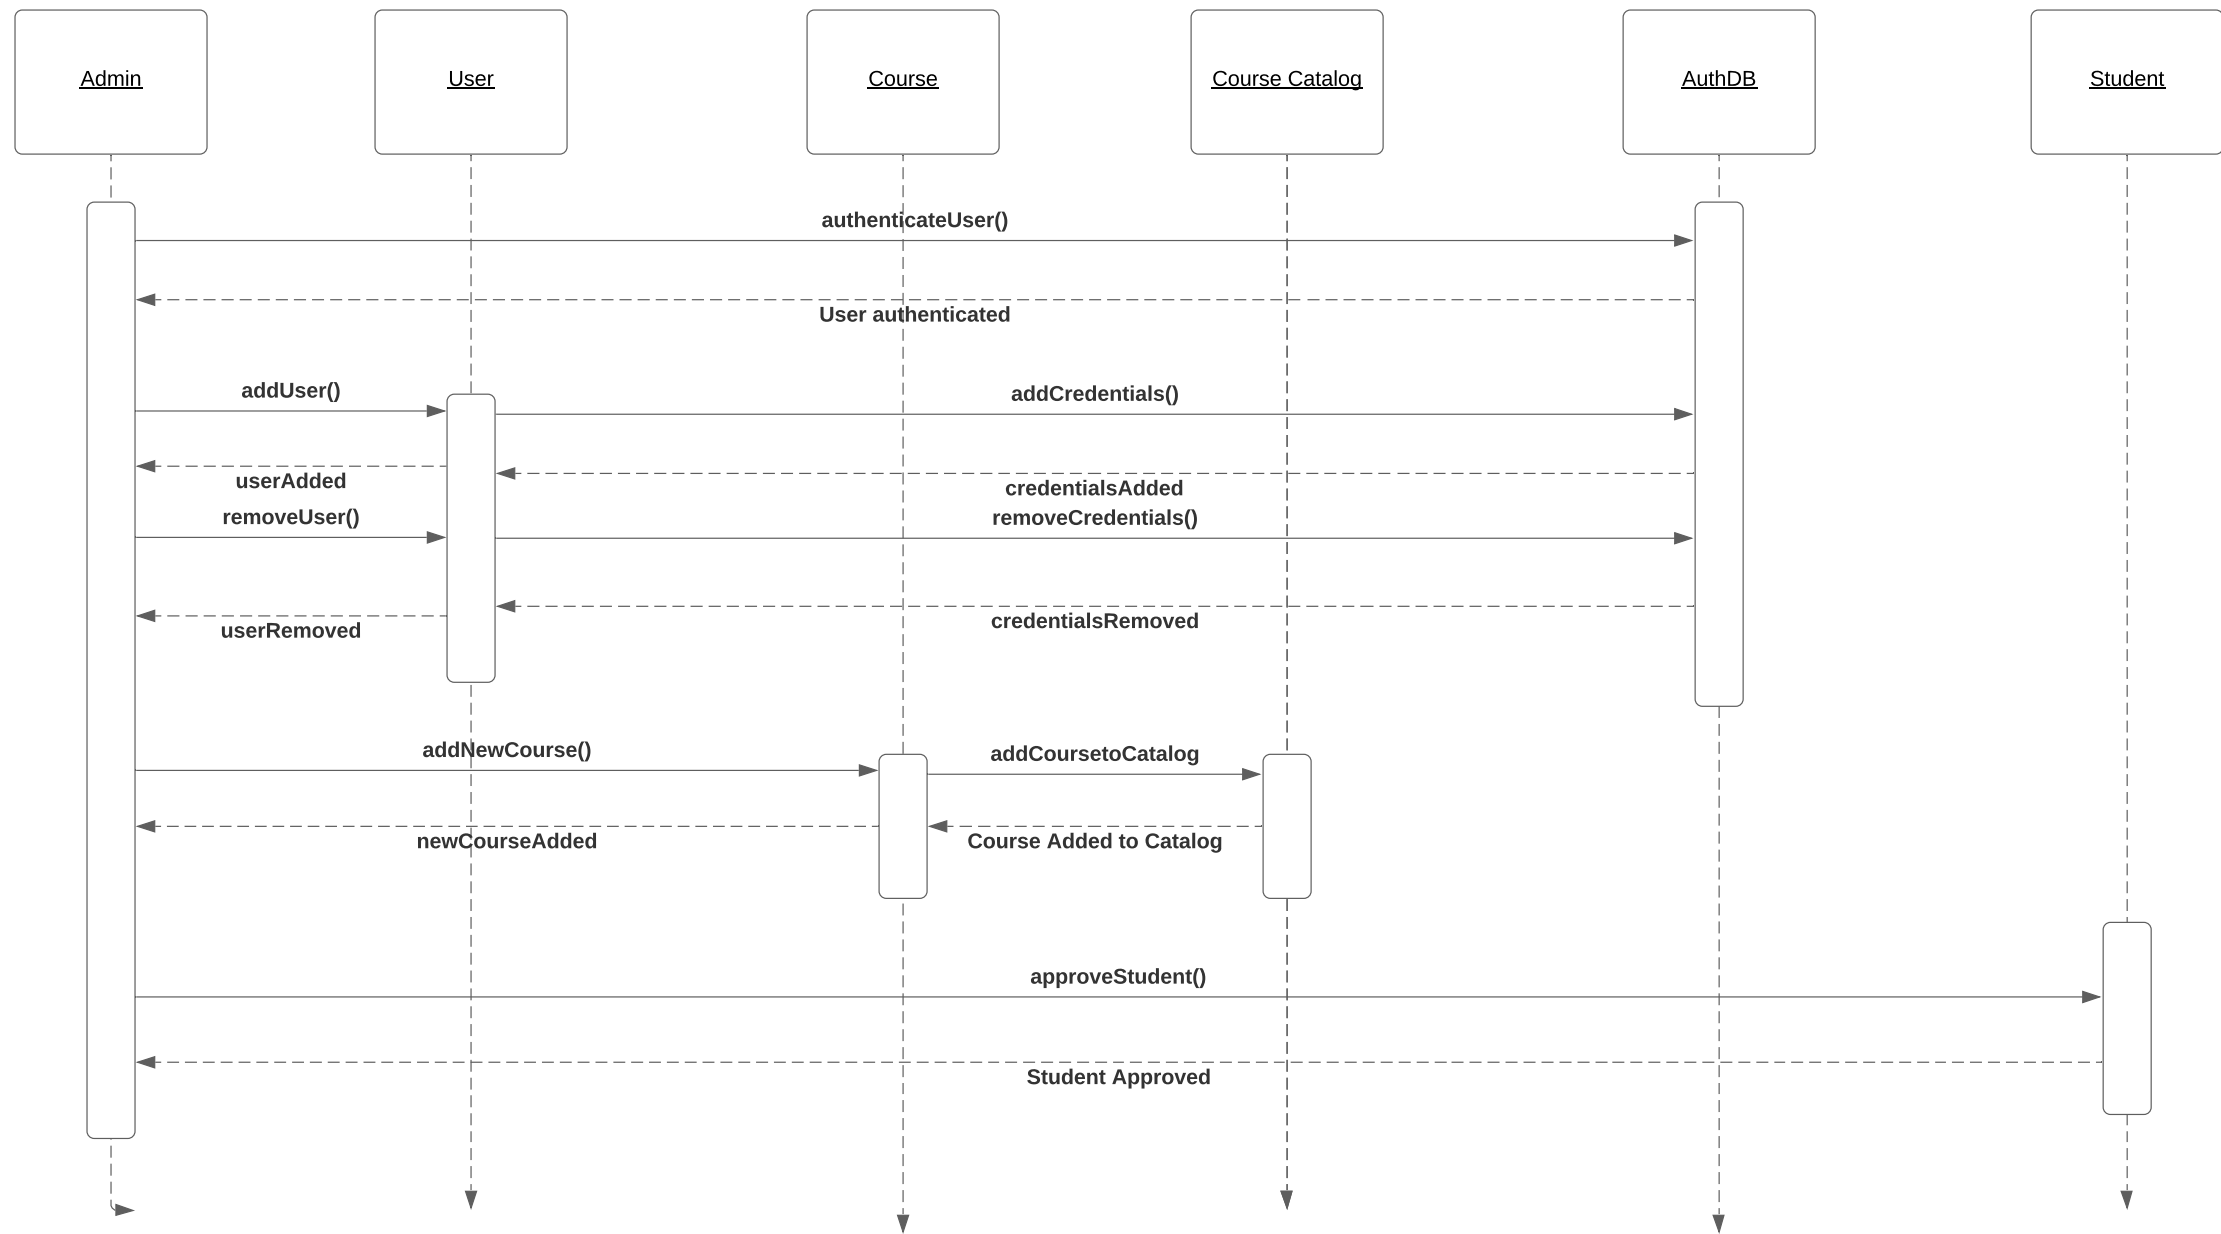 Admin
User
Course
Course Catalog
AuthDB
Student
authenticateUser()
User authenticated
addUser()
addCredentials()
userAdded
credentialsAdded
removeUser()
removeCredentials()
userRemoved
credentialsRemoved
addNewCourse()
addCoursetoCatalog
newCourseAdded
Course Added to Catalog
approveStudent()
Student Approved